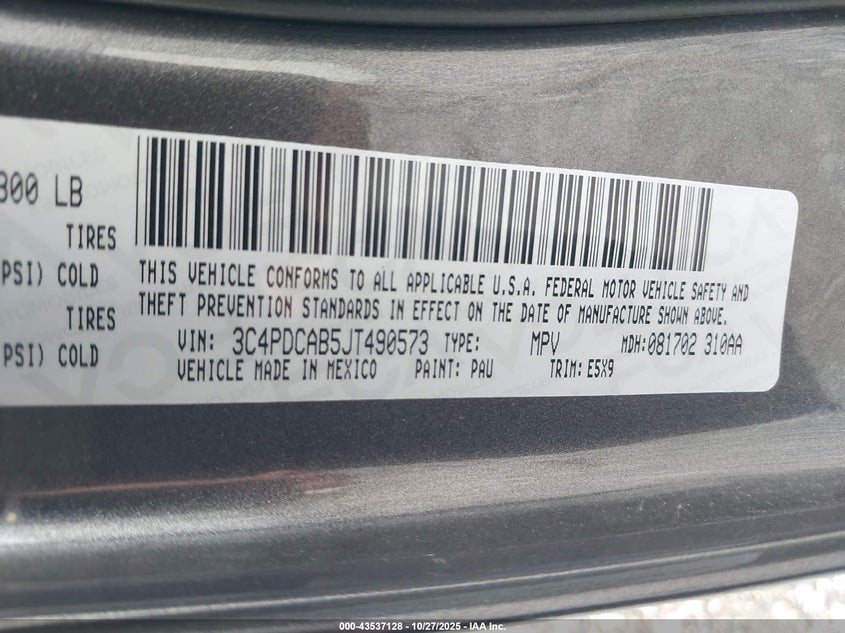 300 LB
TIRES
PSI) COLD
TIRES
PSI) COLD
THIS VEHICLE CONFORMS TO ALL APPLICABLE U.S.A. FEDERAL MOTOR VEHICLE SAFETY AND
THEFT PREVENTION STANDARDS IN EFFECT ON THE DATE OF MANUFACTURE SHOWN ABOVE.
VIN: 3C4PDCAB5JT490573 TYPE: MPV MDH:081702 310AA
VEHICLE MADE IN MEXICO PAINT: PAU TRIM: E5X9
000-43537128 - 10/27/2025 - IAA Inc.